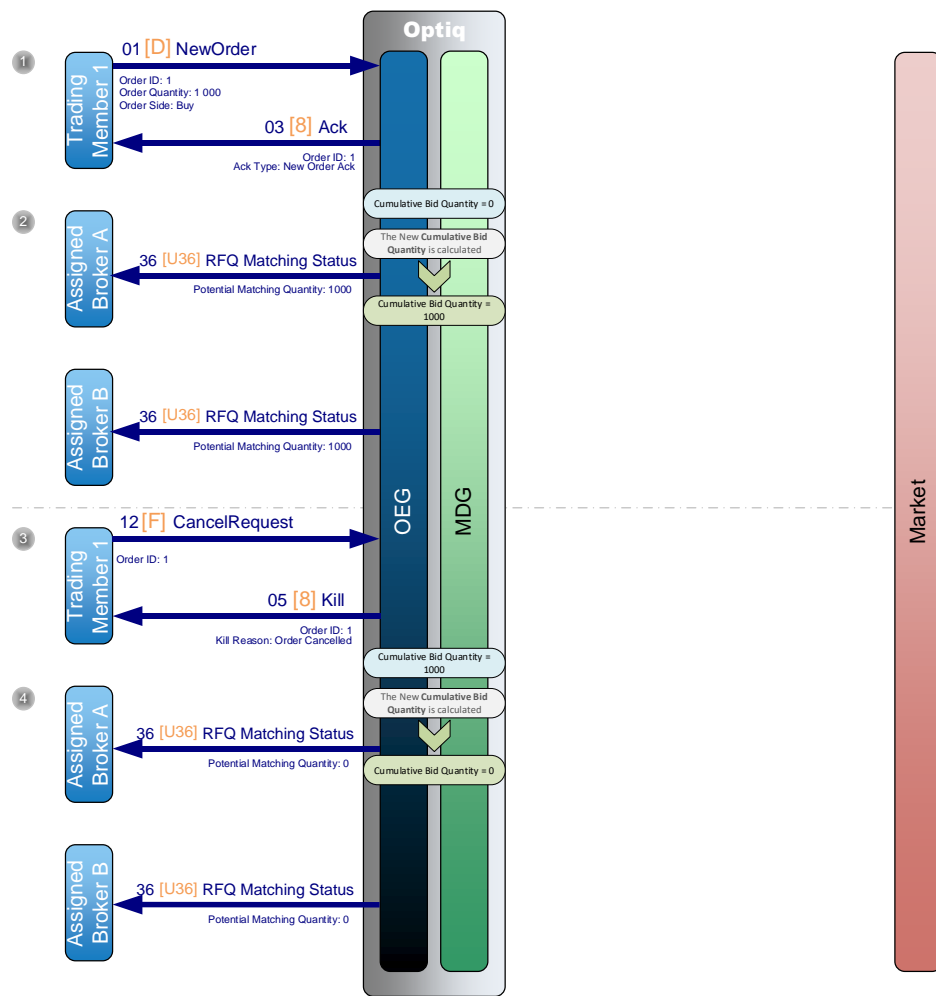 Optiq
1
01 [D] NewOrder
Trading
Member 1
Order ID: 1
Order Quantity: 1 000
Order Side: Buy
03 [8] Ack
Order ID: 1
Ack Type: New Order Ack
Cumulative Bid Quantity = 0
2
The New Cumulative Bid
Quantity is calculated
Assigned
Broker A
36 [U36] RFQ Matching Status
Potential Matching Quantity: 1000
Cumulative Bid Quantity =
1000
Assigned
Broker B
36 [U36] RFQ Matching Status
Potential Matching Quantity: 1000
OEG
MDG
Market
3
12 [F] CancelRequest
Trading
Member 1
Order ID: 1
05 [8] Kill
Order ID: 1
Kill Reason: Order Cancelled
Cumulative Bid Quantity =
1000
4
The New Cumulative Bid
Quantity is calculated
Assigned
Broker A
36 [U36] RFQ Matching Status
Potential Matching Quantity: 0
Cumulative Bid Quantity = 0
Assigned
Broker B
36 [U36] RFQ Matching Status
Potential Matching Quantity: 0